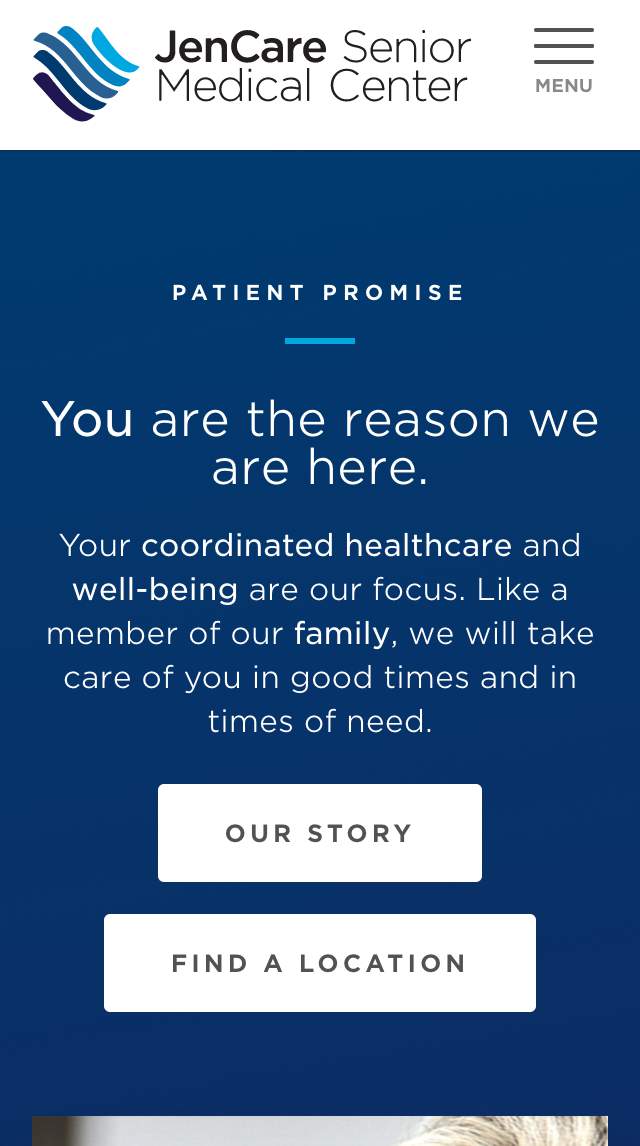 JenCare Senior
Medical Center
MENU
PATIENT PROMISE
You are the reason we
are here.
Your coordinated healthcare and
well-being are our focus. Like a
member of our family, we will take
care of you in good times and in
times of need.
OUR STORY
FIND A LOCATION